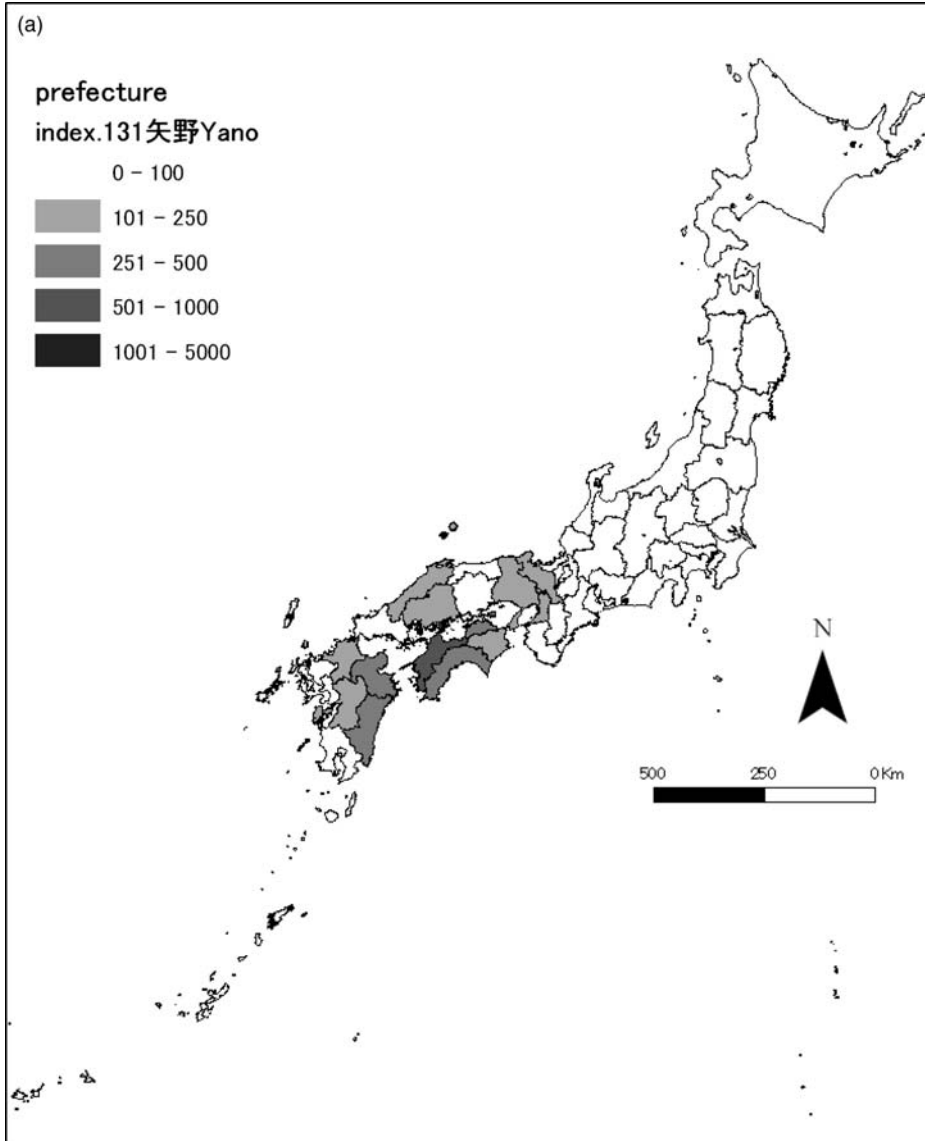 (a)
prefecture
index.131矢野Yano
0 - 100
101 - 250
251 - 500
501 - 1000
1001 - 5000
N
500 250 0 Km